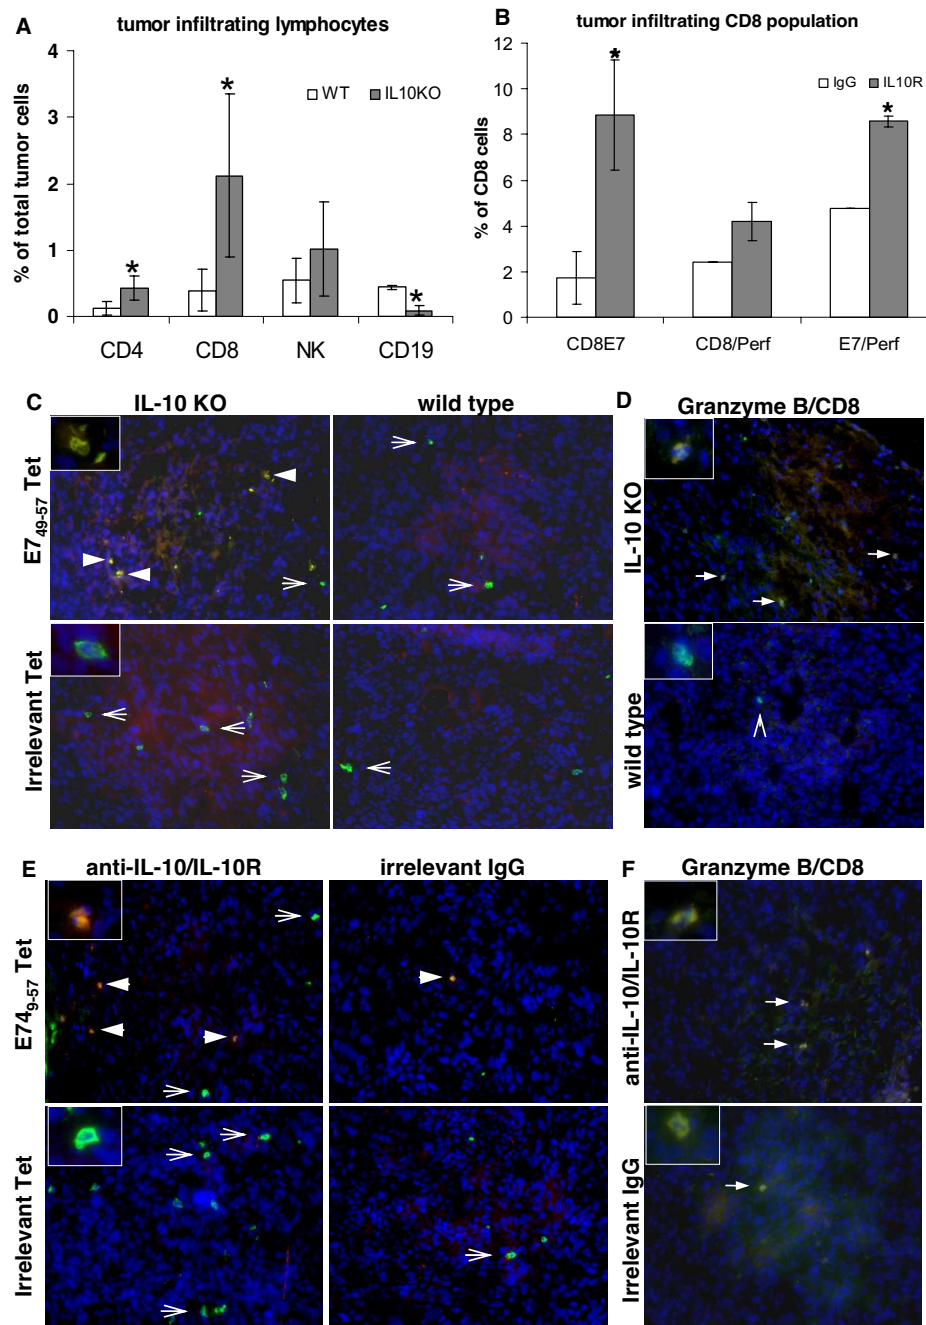 A
tumor infiltrating lymphocytes
% of total tumor cells
4
3
2
1
0
WT
IL10KO
*
*
*
CD4
CD8
NK
CD19
B
tumor infiltrating CD8 population
% of CD8 cells
12
10
8
6
4
2
0
IgG
IL10R
*
*
CD8E7
CD8/Perf
E7/Perf
C
IL-10 KO
wild type
E7₄₉₋₅₇ Tet
Irrelevant Tet
D
Granzyme B/CD8
IL-10 KO
wild type
E
anti-IL-10/IL-10R
irrelevant IgG
E74₉₋₅₇ Tet
Irrelevant Tet
F
Granzyme B/CD8
anti-IL-10/IL-10R
Irrelevant IgG